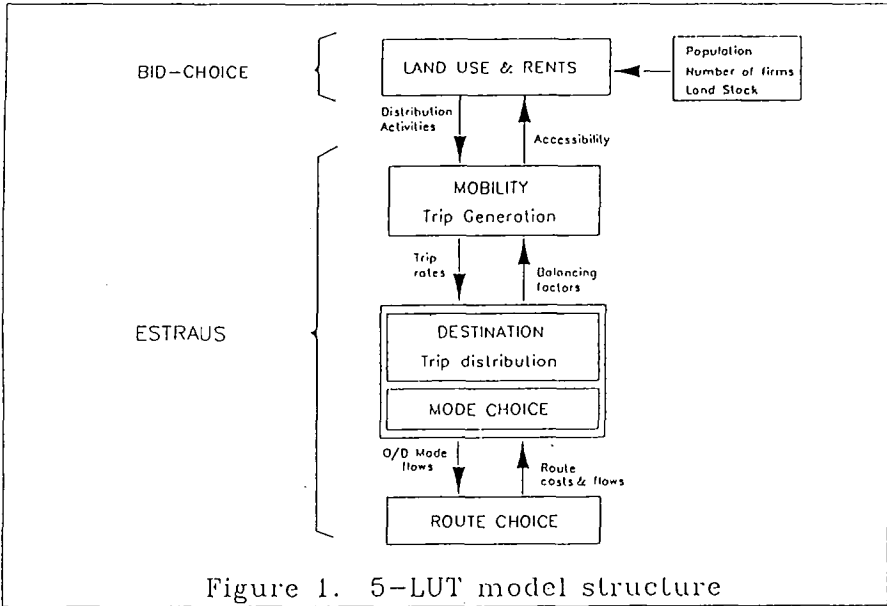 BID-CHOICE
LAND USE & RENTS
Population
Number of firms
Land Stock
Distribution
Activities
Accessibility
MOBILITY
Trip Generation
Trip
rates
Balancing
factors
ESTRAUS
DESTINATION
Trip distribution
MODE CHOICE
O/D Mode
flows
Route
costs & flows
ROUTE CHOICE
Figure 1. 5-LUT model structure